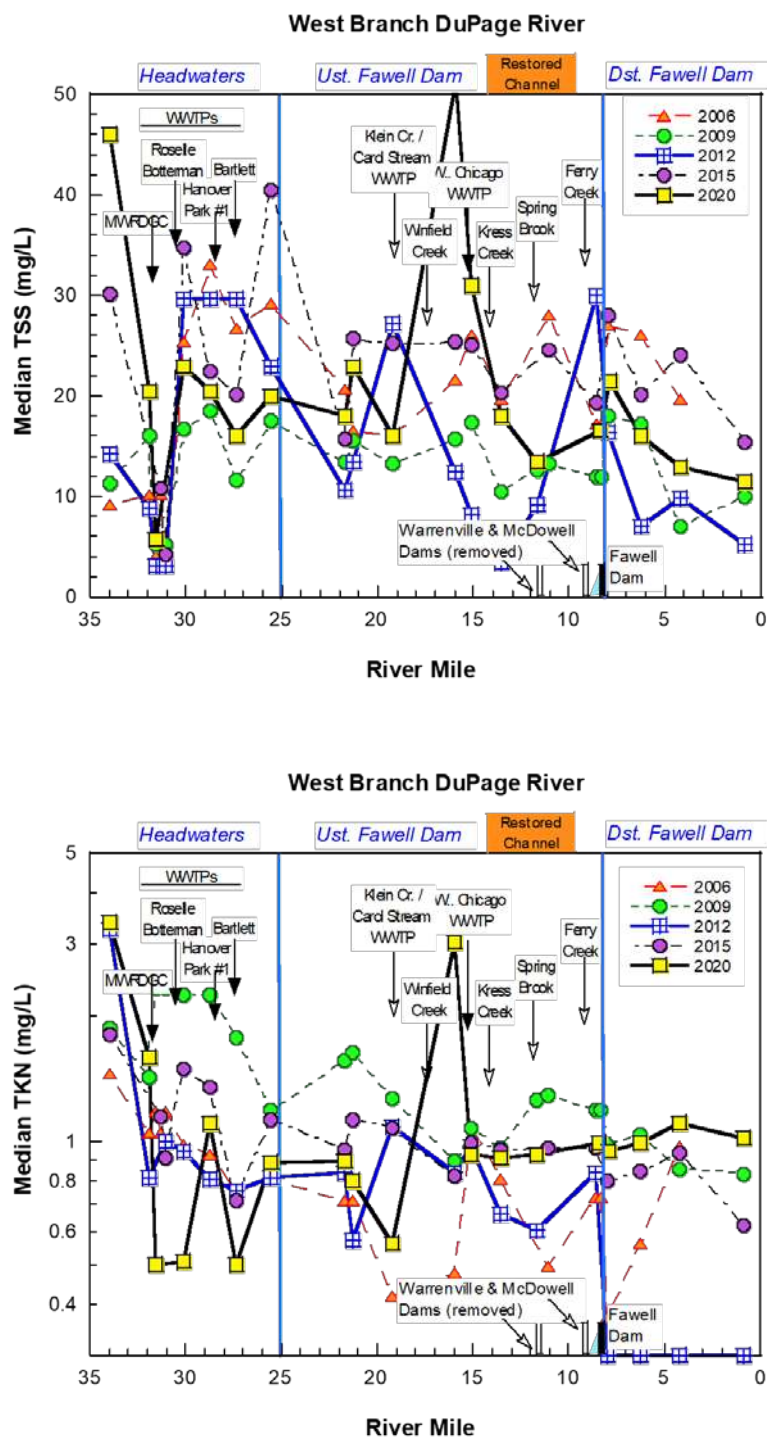 West Branch DuPage River
Headwaters
Ust. Fawell Dam
Restored
Channel
Dst. Fawell Dam
50
40
30
20
10
0
Median TSS (mg/L)
WWTPs
Roselle
Botterman
Hanover
Park #1
Bartlett
MWRDGC
Klein Cr. /
Carol Stream
WWTP
W. Chicago
WWTP
Winfield
Creek
Kress
Creek
Spring
Brook
Ferry
Creek
2006
2009
2012
2015
2020
Warrenville & McDowell
Dams (removed)
Fawell
Dam
35 30 25 20 15 10 5 0
River Mile
West Branch DuPage River
Headwaters
Ust. Fawell Dam
Restored
Channel
Dst. Fawell Dam
5
3
1
0.8
0.6
0.4
Median TKN (mg/L)
WWTPs
Roselle
Botterman
Hanover
Park #1
Bartlett
MWRDGC
Klein Cr. /
Carol Stream
WWTP
W.. Chicago
WWTP
Winfield
Creek
Kress
Creek
Spring
Brook
Ferry
Creek
2006
2009
2012
2015
2020
Warrenville & McDowell
Dams (removed)
Fawell
Dam
35 30 25 20 15 10 5 0
River Mile